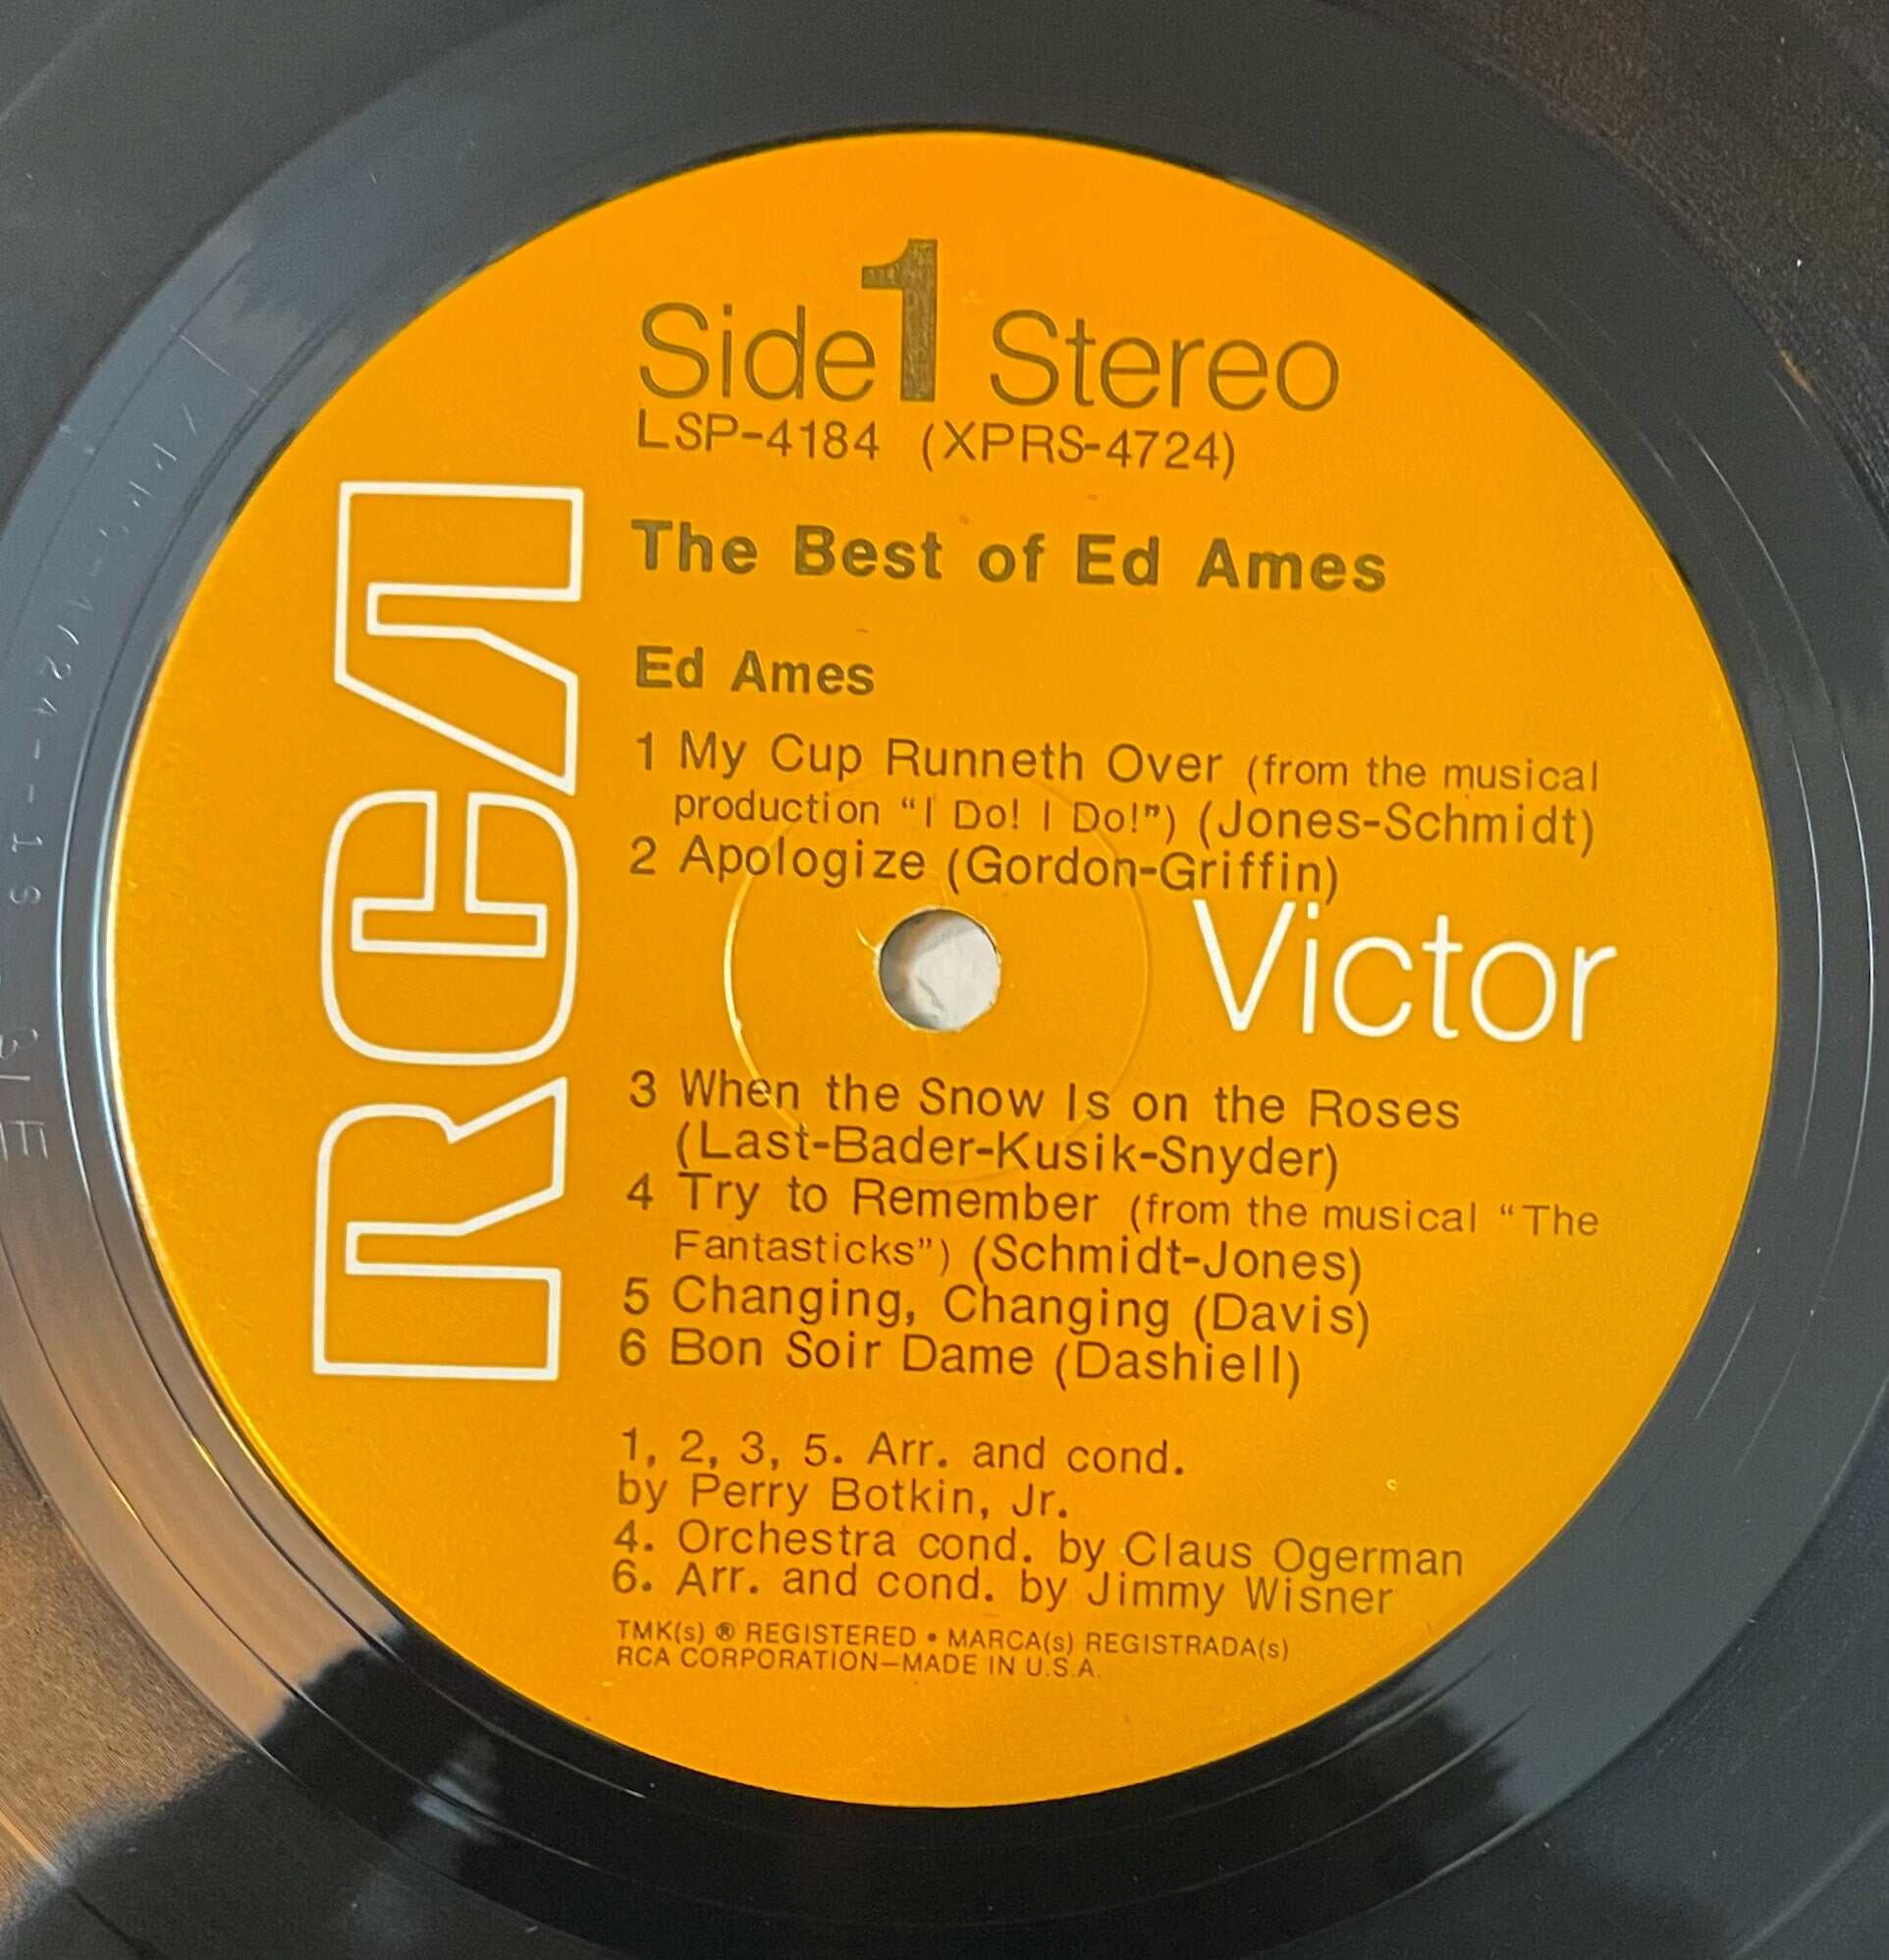 Side 1 Stereo
LSP-4184 (XPRS-4724)
The Best of Ed Ames
Ed Ames
1 My Cup Runneth Over (from the musical
production “I Do! I Do!”) (Jones-Schmidt)
2 Apologize (Gordon-Griffin)
RCA
Victor
3 When the Snow Is on the Roses
(Last-Bader-Kusik-Snyder)
4 Try to Remember (from the musical “The
Fantasticks”) (Schmidt-Jones)
5 Changing, Changing (Davis)
6 Bon Soir Dame (Dashiell)
1, 2, 3, 5. Arr. and cond.
by Perry Botkin, Jr.
4. Orchestra cond. by Claus Ogerman
6. Arr. and cond. by Jimmy Wisner
TMK(s) ® REGISTERED • MARCA(s) REGISTRADA(s)
RCA CORPORATION—MADE IN U.S.A.